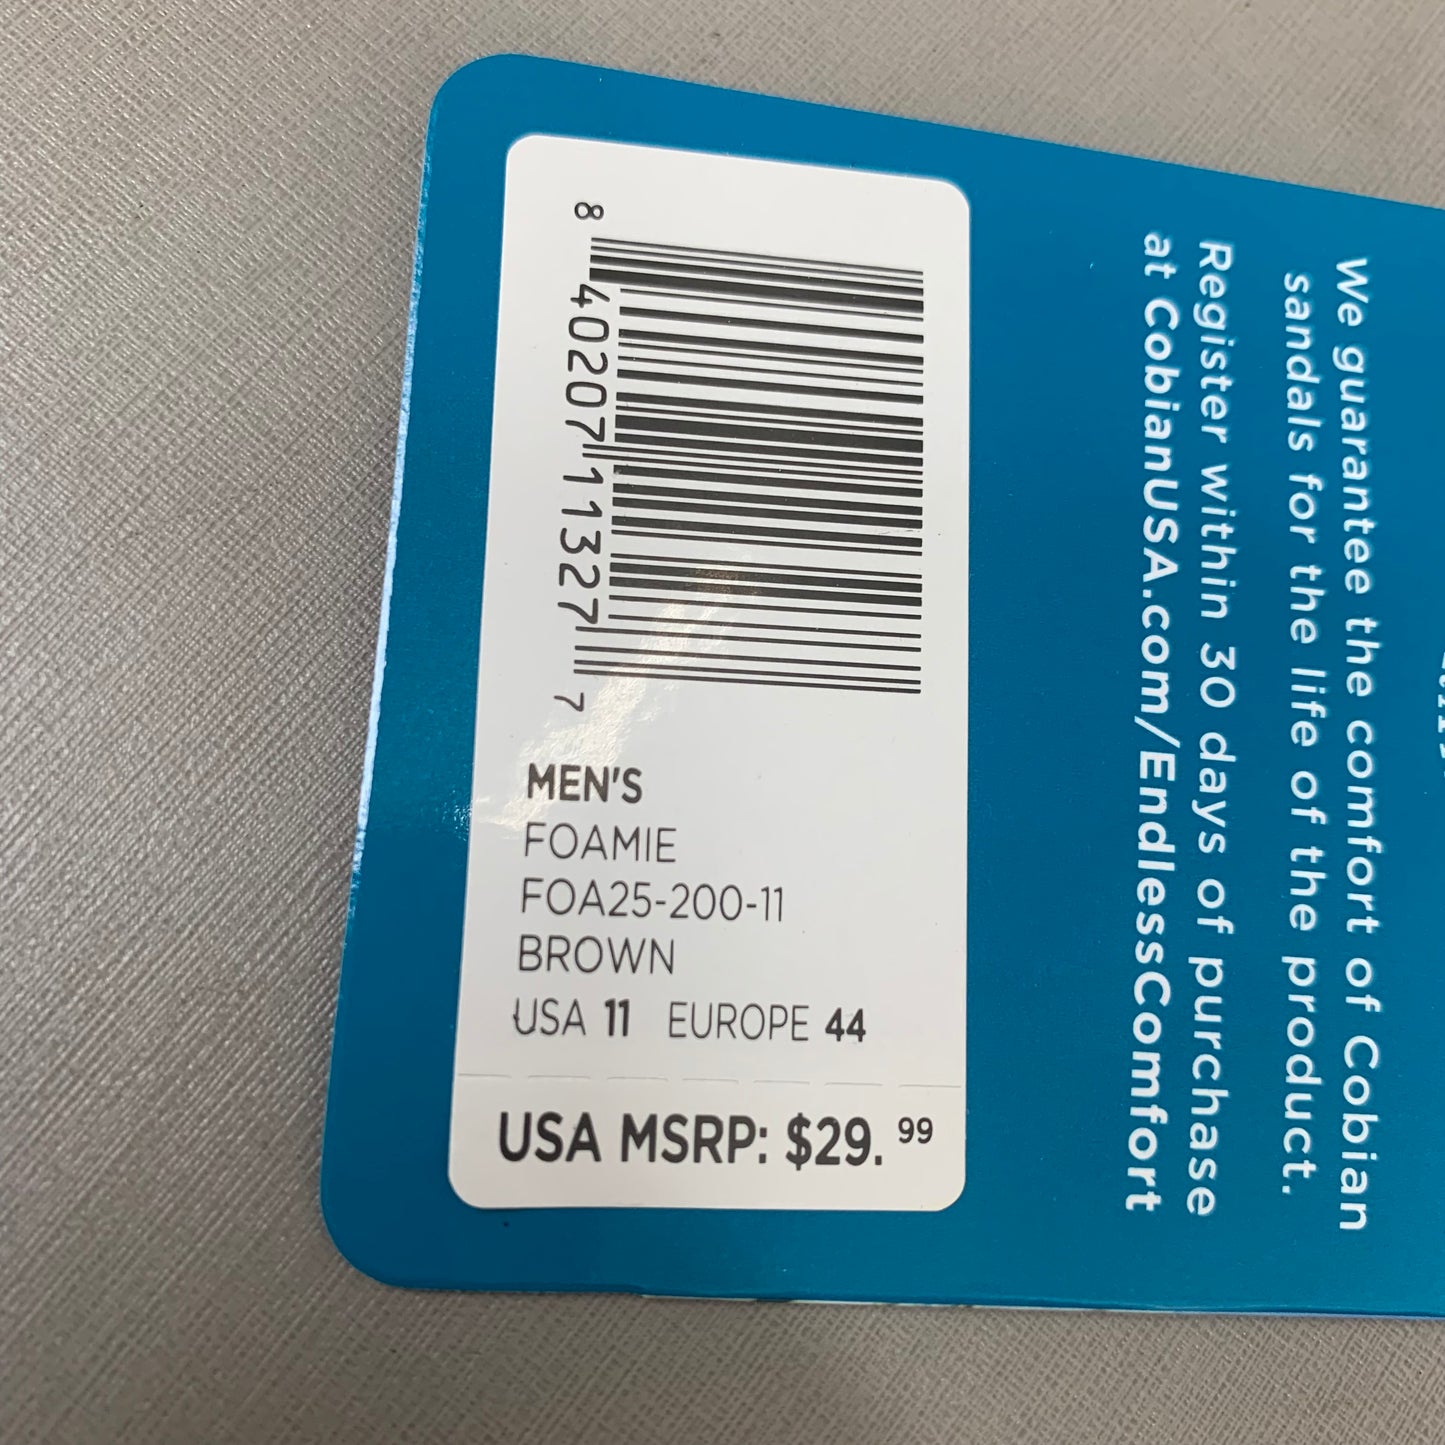 8 40207 11327 7
MEN'S
FOAMIE
FOA25-200-11
BROWN
USA 11 EUROPE 44
USA MSRP: $29.99
We guarantee the comfort of Cobian
sandals for the life of the product.
Register within 30 days of purchase
at CobianUSA.com/EndlessComfort